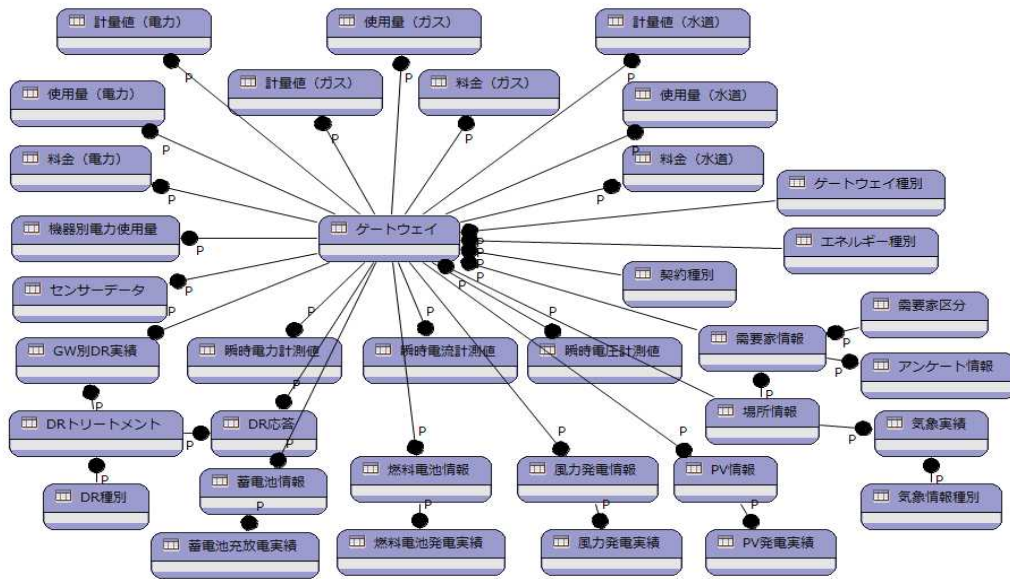 計量値（電力）
使用量（ガス）
計量値（水道）
P
P
P
使用量（電力）
計量値（ガス）
料金（ガス）
使用量（水道）
P
P
P
P
料金（電力）
料金（水道）
P
P
ゲートウェイ種別
機器別電力使用量
ゲートウェイ
エネルギー種別
P
P
P
P
P
センサーデータ
契約種別
P
P
P
需要家区分
GW別DR実績
瞬時電力計測値
瞬時電流計測値
瞬時電圧計測値
需要家情報
P
P
P
P
P
アンケート情報
P
P
P
DRトリートメント
DR応答
場所情報
気象実績
P
P
P
P
P
P
P
P
DR種別
蓄電池情報
燃料電池情報
風力発電情報
PV情報
気象情報種別
P
P
P
P
P
蓄電池充放電実績
燃料電池発電実績
風力発電実績
PV発電実績